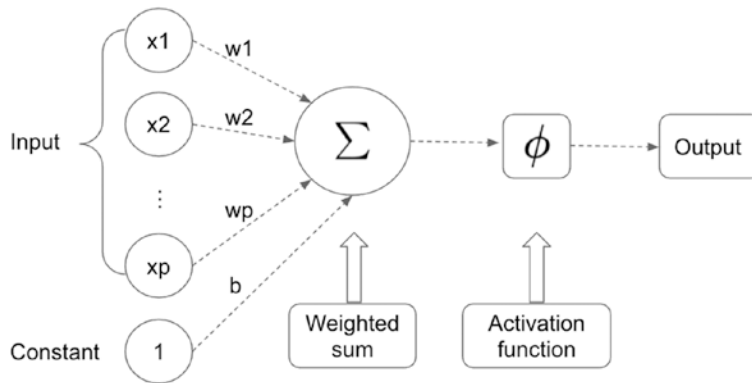 x1
w1
x2
w2
Input
Σ
ϕ
Output
⋮
wp
xp
b
Constant
1
Weighted
sum
Activation
function